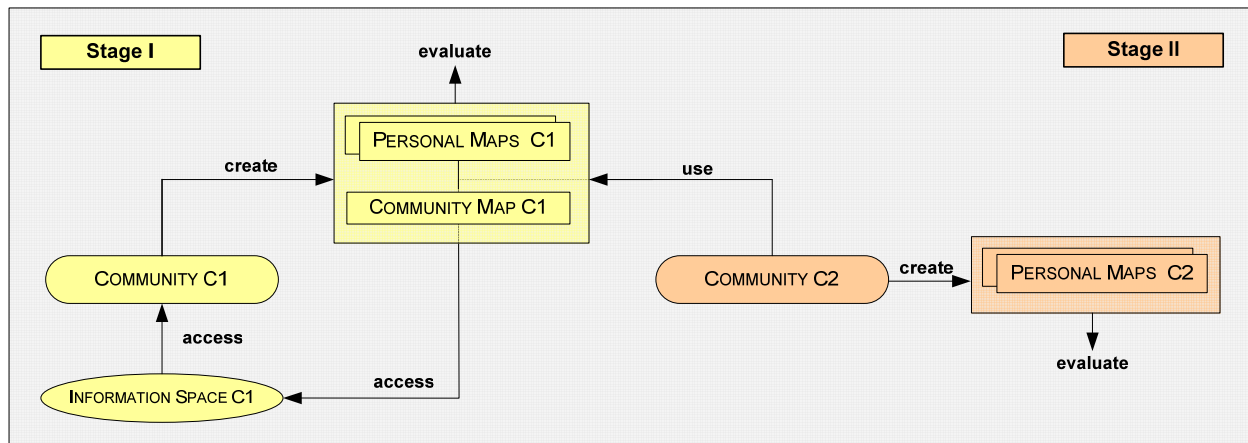 Stage I
Stage II
evaluate
PERSONAL MAPS C1
create
use
COMMUNITY MAP C1
COMMUNITY C1
COMMUNITY C2
create
PERSONAL MAPS C2
access
evaluate
access
INFORMATION SPACE C1